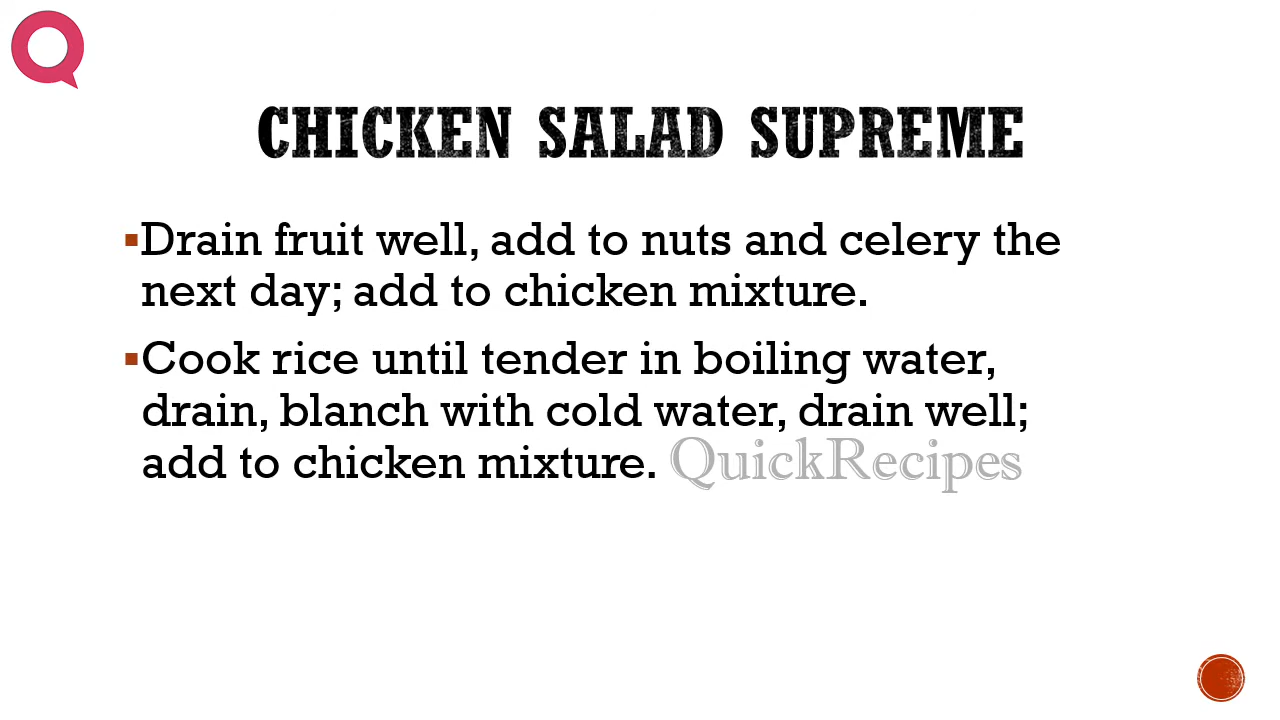 CHICKEN SALAD SUPREME
▪Drain fruit well, add to nuts and celery the
next day; add to chicken mixture.
▪Cook rice until tender in boiling water,
drain, blanch with cold water, drain well;
add to chicken mixture. QuickRecipes